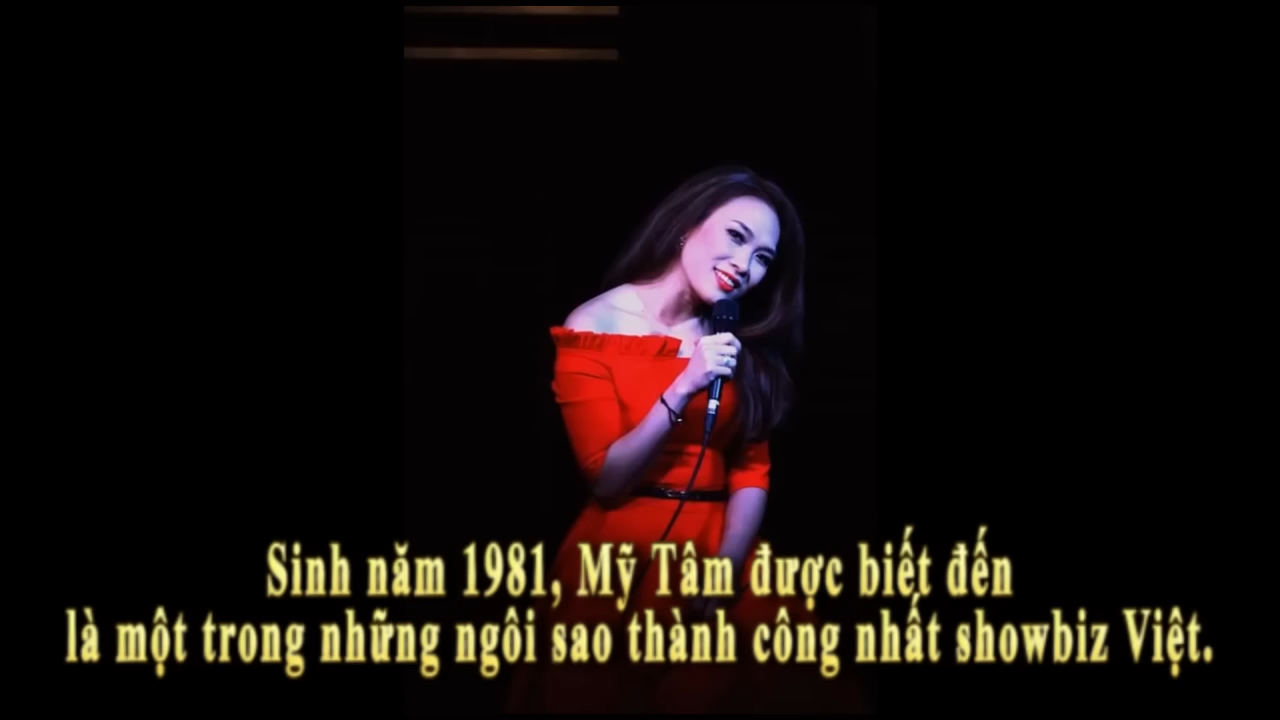 Sinh năm 1981, Mỹ Tâm được biết đến
là một trong những ngôi sao thành công nhất showbiz Việt.